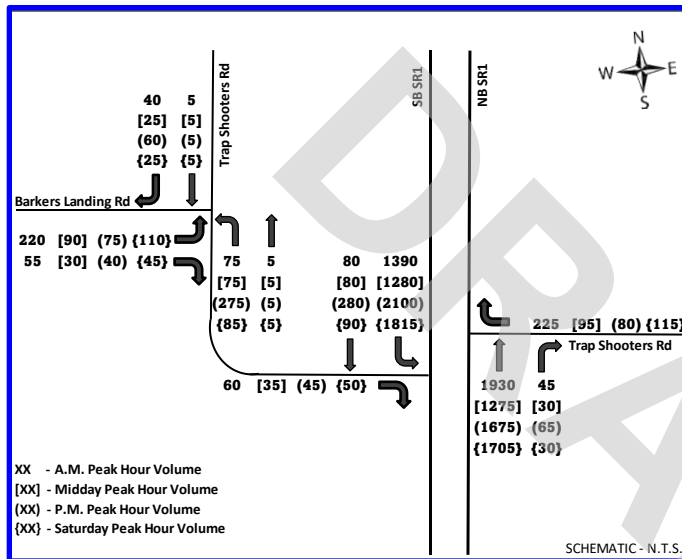 N
W E
S
Trap Shooters Rd
SB SR1
NB SR1
40 5
[25] [5]
(60) (5)
{25} {5}
Barkers Landing Rd
220 [90] (75) {110}
55 [30] (40) {45}
75 5
[75] [5]
(275) (5)
{85} {5}
80 1390
[80] [1280]
(280) (2100)
{90} {1815}
225 [95] (80) {115}
Trap Shooters Rd
60 [35] (45) {50}
1930 45
[1275] [30]
(1675) (65)
{1705} {30}
XX - A.M. Peak Hour Volume
[XX] - Midday Peak Hour Volume
(XX) - P.M. Peak Hour Volume
{XX} - Saturday Peak Hour Volume
SCHEMATIC - N.T.S.
DRA